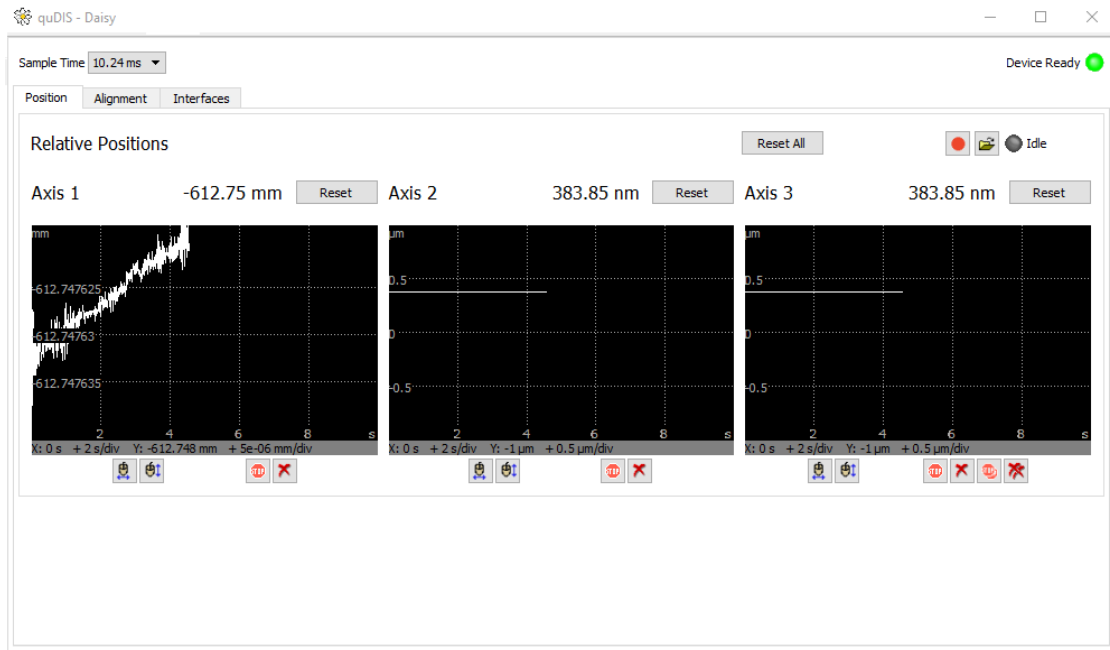 quDIS - Daisy
Sample Time 10.24 ms Device Ready
Position Alignment Interfaces
Relative Positions Reset All Idle
Axis 1 -612.75 mm Reset Axis 2 383.85 nm Reset Axis 3 383.85 nm Reset
mm
-612.747625
-612.74763
-612.747635
2 4 6 8 s
X: 0 s + 2 s/div Y: -612.748 mm + 5e-06 mm/div
STOP
µm
0.5
0
-0.5
2 4 6 8 s
X: 0 s + 2 s/div Y: -1 µm + 0.5 µm/div
STOP
µm
0.5
0
-0.5
2 4 6 8 s
X: 0 s + 2 s/div Y: -1 µm + 0.5 µm/div
STOP